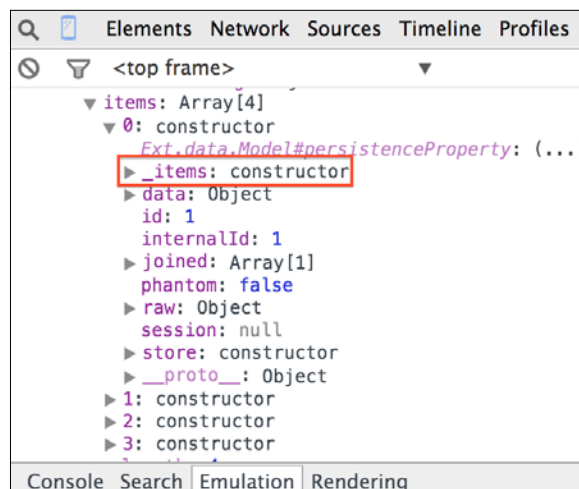 Elements Network Sources Timeline Profiles
<top frame> ▼
▼ items: Array[4]
▼ 0: constructor
Ext.data.Model#persistenceProperty: (...
▶ _items: constructor
▶ data: Object
id: 1
internalId: 1
▶ joined: Array[1]
phantom: false
▶ raw: Object
session: null
▶ store: constructor
▶ __proto__: Object
▶ 1: constructor
▶ 2: constructor
▶ 3: constructor
Console Search Emulation Rendering